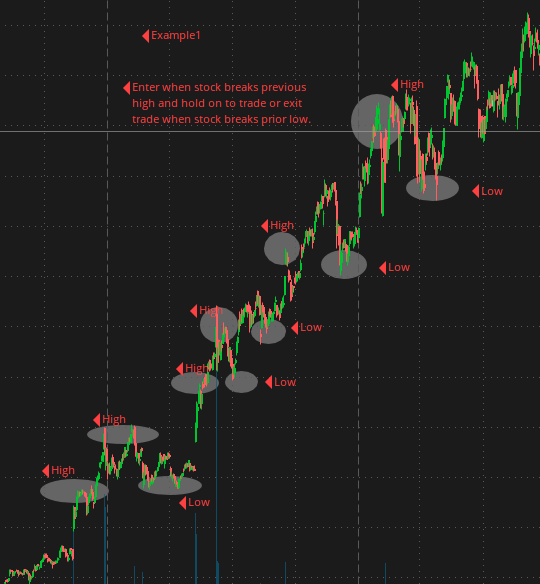 Example1
Enter when stock breaks previous
high and hold on to trade or exit
trade when stock breaks prior low.
High
Low
High
Low
High
Low
High
Low
High
High
Low